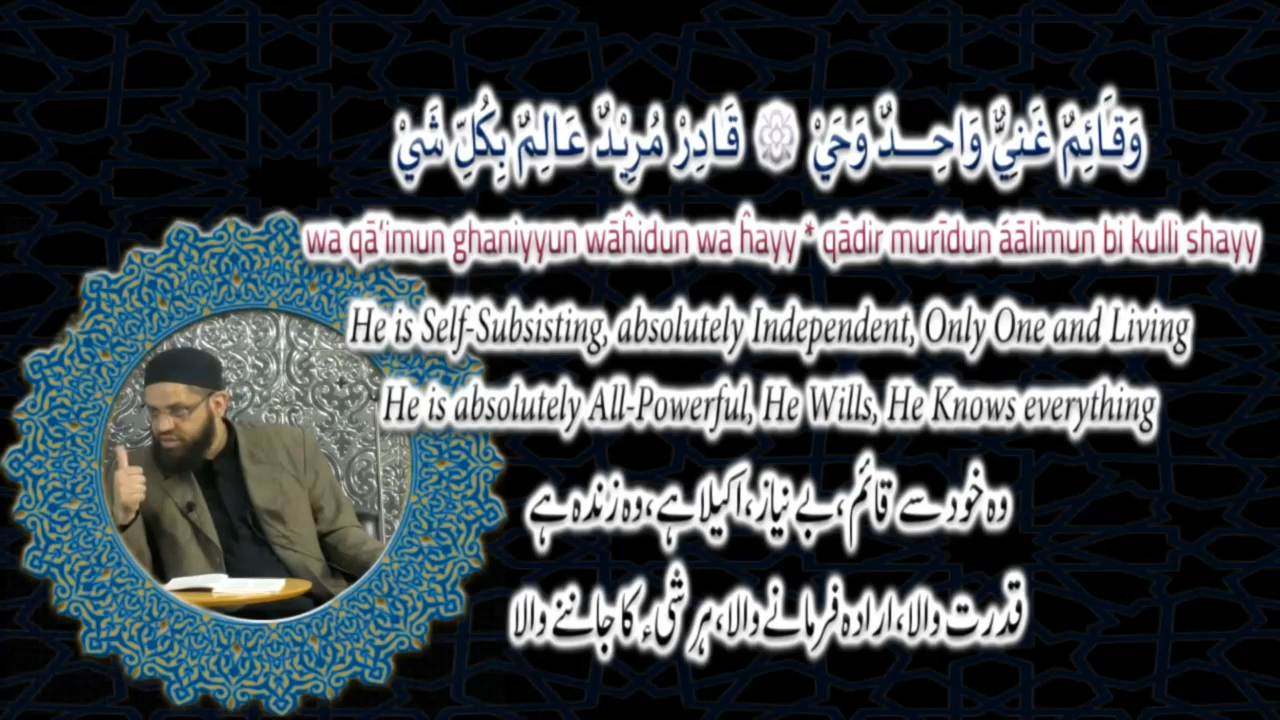 وَقَائِمٌ غَنِيٌّ وَاحِـــدٌ وَحَيْ ۞ قَادِرْ مُرِيْدٌ عَالِمٌ بِكُلِّ شَيْ
wa qā'imun ghaniyyun wāĥidun wa ĥayy * qādir murīdun áālimun bi kulli shayy
He is Self-Subsisting, absolutely Independent, Only One and Living
He is absolutely All-Powerful, He Wills, He Knows everything
وہ خود سے قائم، بے نیاز، اکیلا ہے، وہ زندہ ہے
قدرت والا، ارادہ فرمانے والا، ہر شیٔ کا جاننے والا